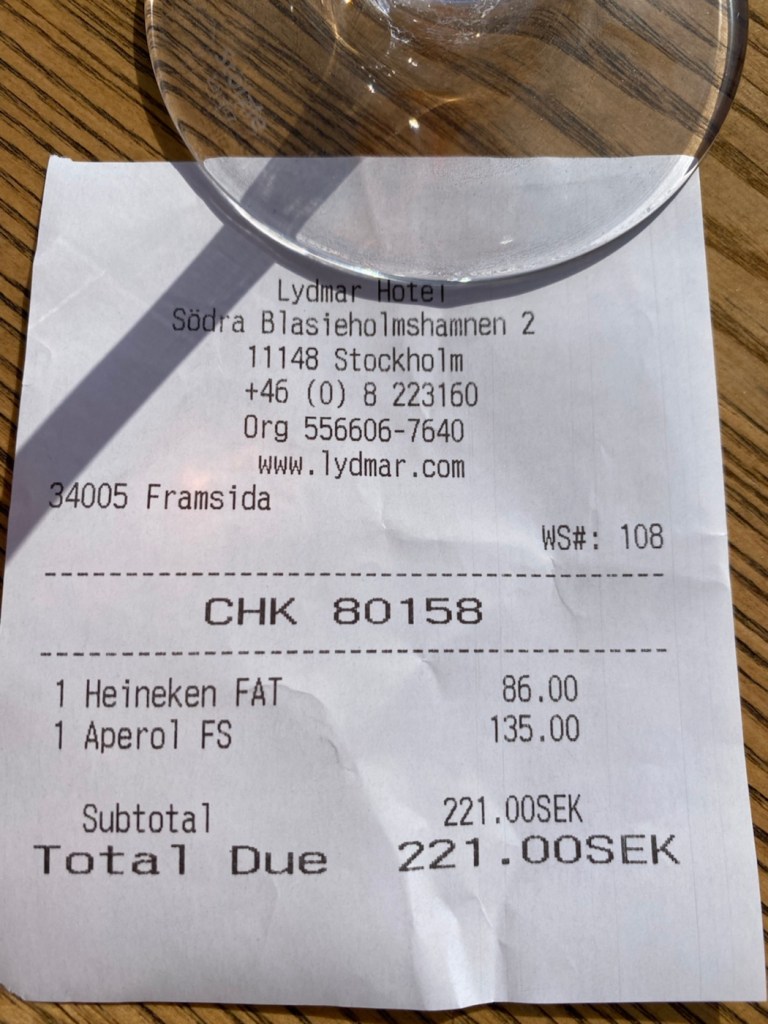 Lydmar Hotel
Södra Blasieholmshamnen 2
11148 Stockholm
+46 (0) 8 223160
Org 556606-7640
www.lydmar.com
34005 Framsida
WS#: 108
CHK 80158
1 Heineken FAT 86.00
1 Aperol FS 135.00
Subtotal 221.00SEK
Total Due 221.00SEK